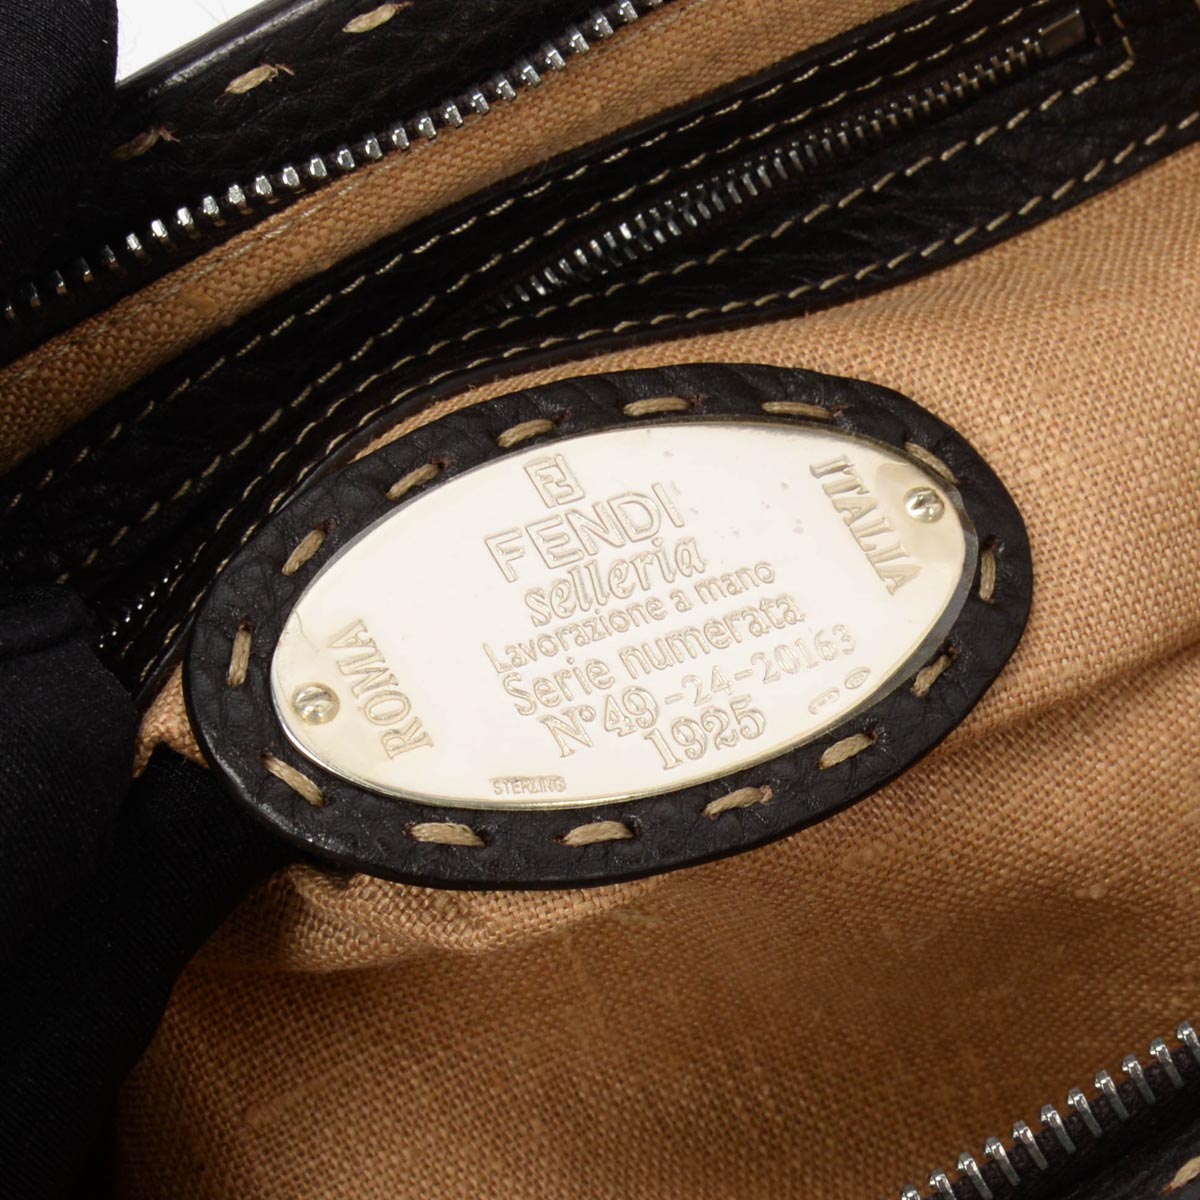 FENDI
selleria
Lavorazione a mano
Serie numerata
N° 49-24-20163
1925
ROMA
ITALIA
STERLING